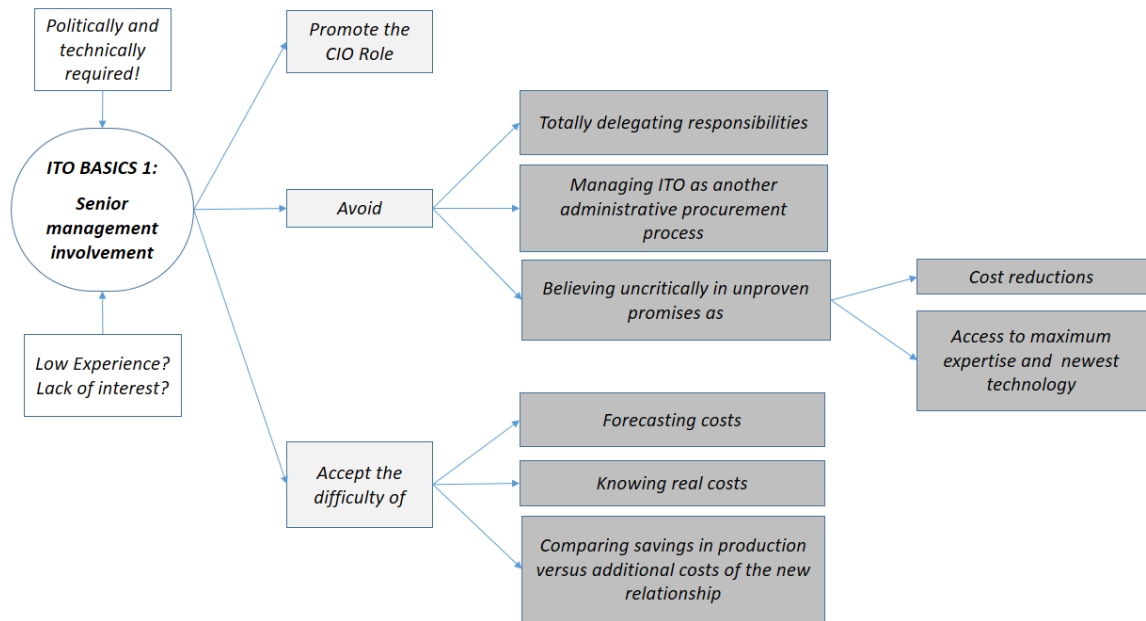 Politically and
technically
required!
ITO BASICS 1:
Senior
management
involvement
Low Experience?
Lack of interest?
Promote the
CIO Role
Avoid
Totally delegating responsibilities
Managing ITO as another
administrative procurement
process
Believing uncritically in unproven
promises as
Cost reductions
Access to maximum
expertise and  newest
technology
Accept the
difficulty of
Forecasting costs
Knowing real costs
Comparing savings in production
versus additional costs of the new
relationship